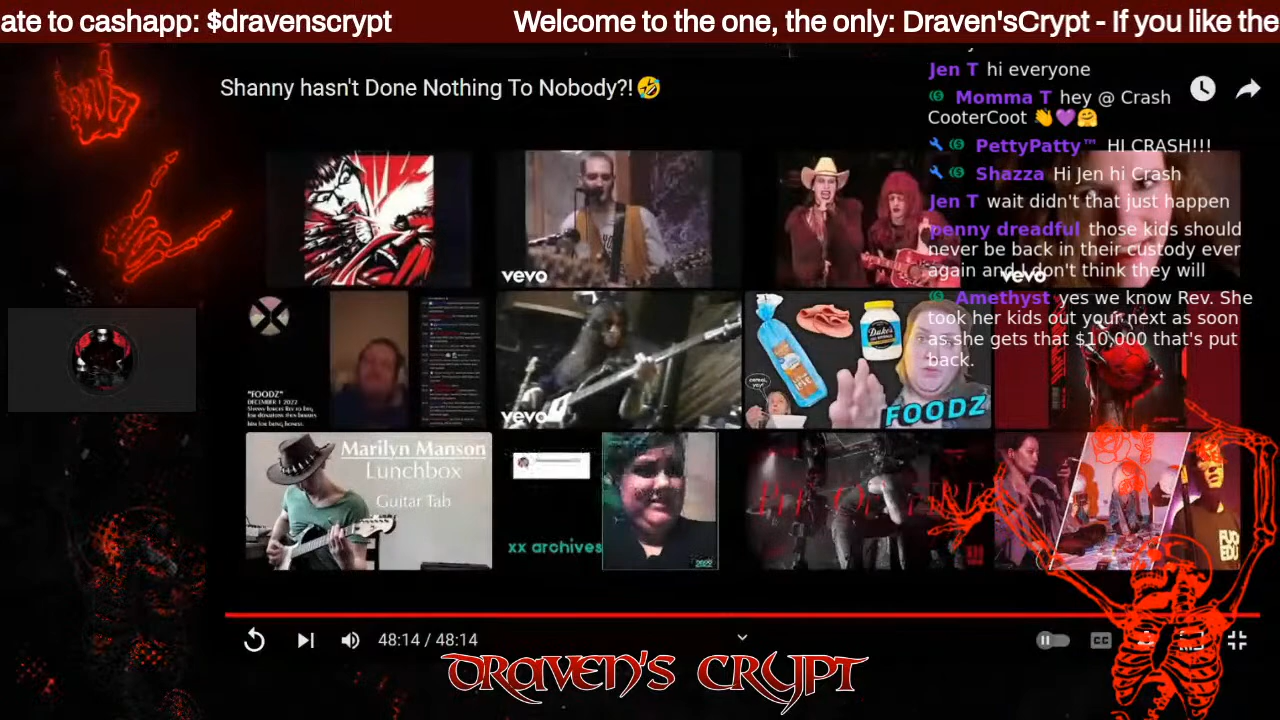 ate to cashapp: $dravenscrypt
Welcome to the one, the only: Draven'sCrypt - If you like the
Shanny hasn't Done Nothing To Nobody?!🤣
Jen T hi everyone
Momma T hey @ Crash
CooterCoot 👋💜🤗
PettyPatty™ HI CRASH!!!
Shazza Hi Jen hi Crash
Jen T wait didn't that just happen
penny dreadful those kids should
never be back in their custody ever
again and I don't think they will
Amethyst yes we know Rev. She
took her kids out your next as soon
as she gets that $10,000 that's put
back.
vevo
vevo
"FOODZ"
DECEMBER 1 2022
vevo
Duke's
FOODZ
Marilyn Manson
Lunchbox
Guitar Tab
xx archives
2022
48:14 / 48:14
CC
DRAVEN'S CRYPT